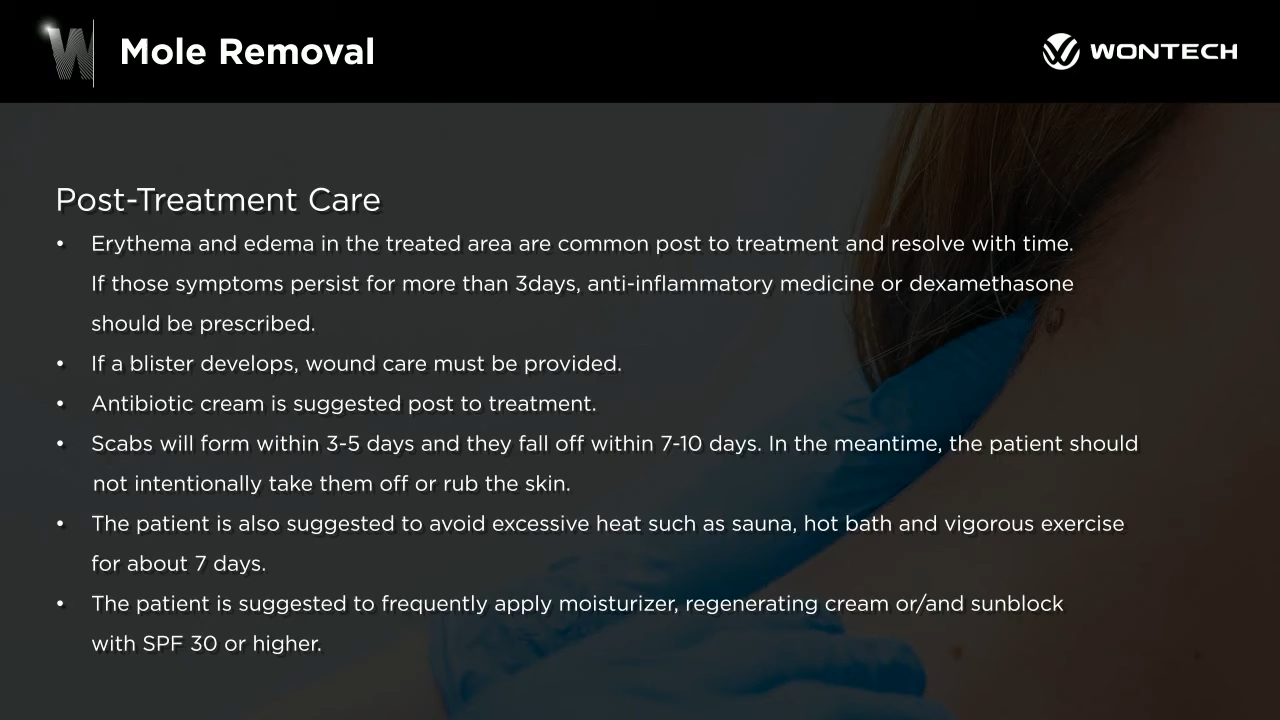 W
Mole Removal
WONTECH
Post-Treatment Care
• Erythema and edema in the treated area are common post to treatment and resolve with time.
If those symptoms persist for more than 3days, anti-inflammatory medicine or dexamethasone
should be prescribed.
• If a blister develops, wound care must be provided.
• Antibiotic cream is suggested post to treatment.
• Scabs will form within 3-5 days and they fall off within 7-10 days. In the meantime, the patient should
not intentionally take them off or rub the skin.
• The patient is also suggested to avoid excessive heat such as sauna, hot bath and vigorous exercise
for about 7 days.
• The patient is suggested to frequently apply moisturizer, regenerating cream or/and sunblock
with SPF 30 or higher.